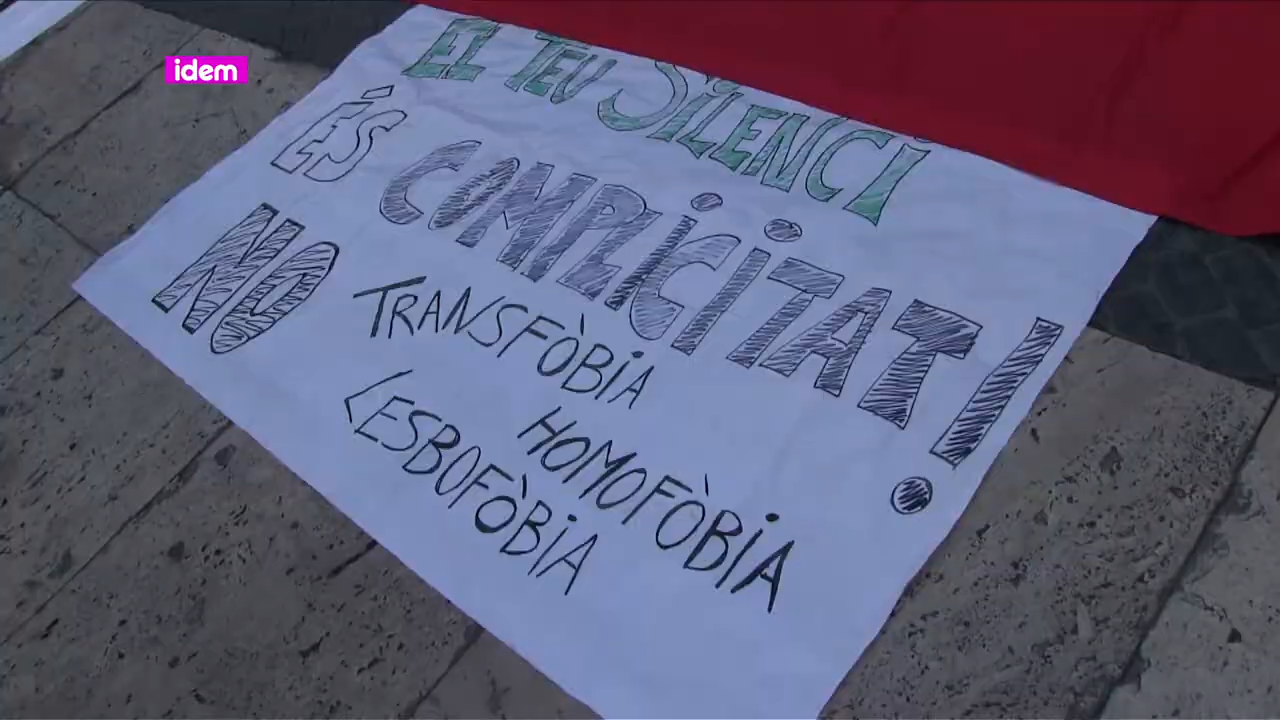 idem
EL TEU SILENCI
ÉS COMPLICITAT!
NO TRANSFÒBIA
HOMOFÒBIA
LESBOFÒBIA